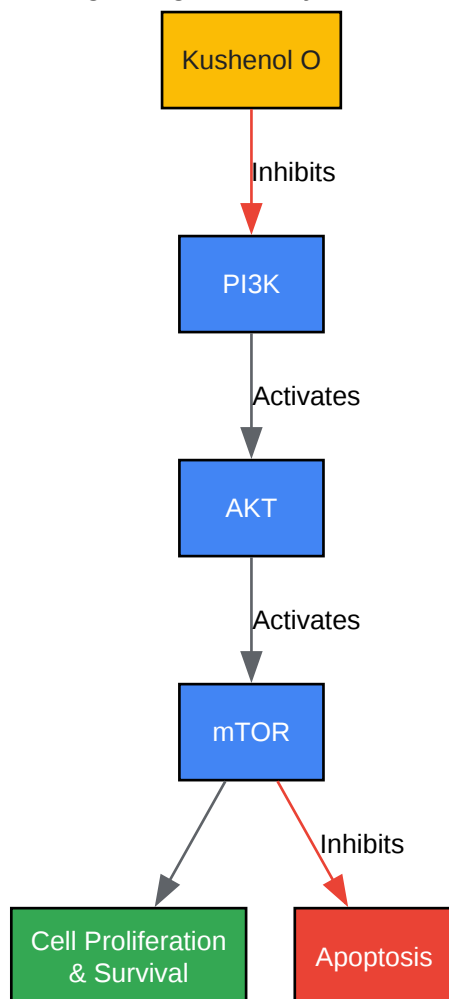 Kushenol O
Inhibits
PI3K
Activates
AKT
Activates
mTOR
Inhibits
Cell Proliferation
& Survival
Apoptosis